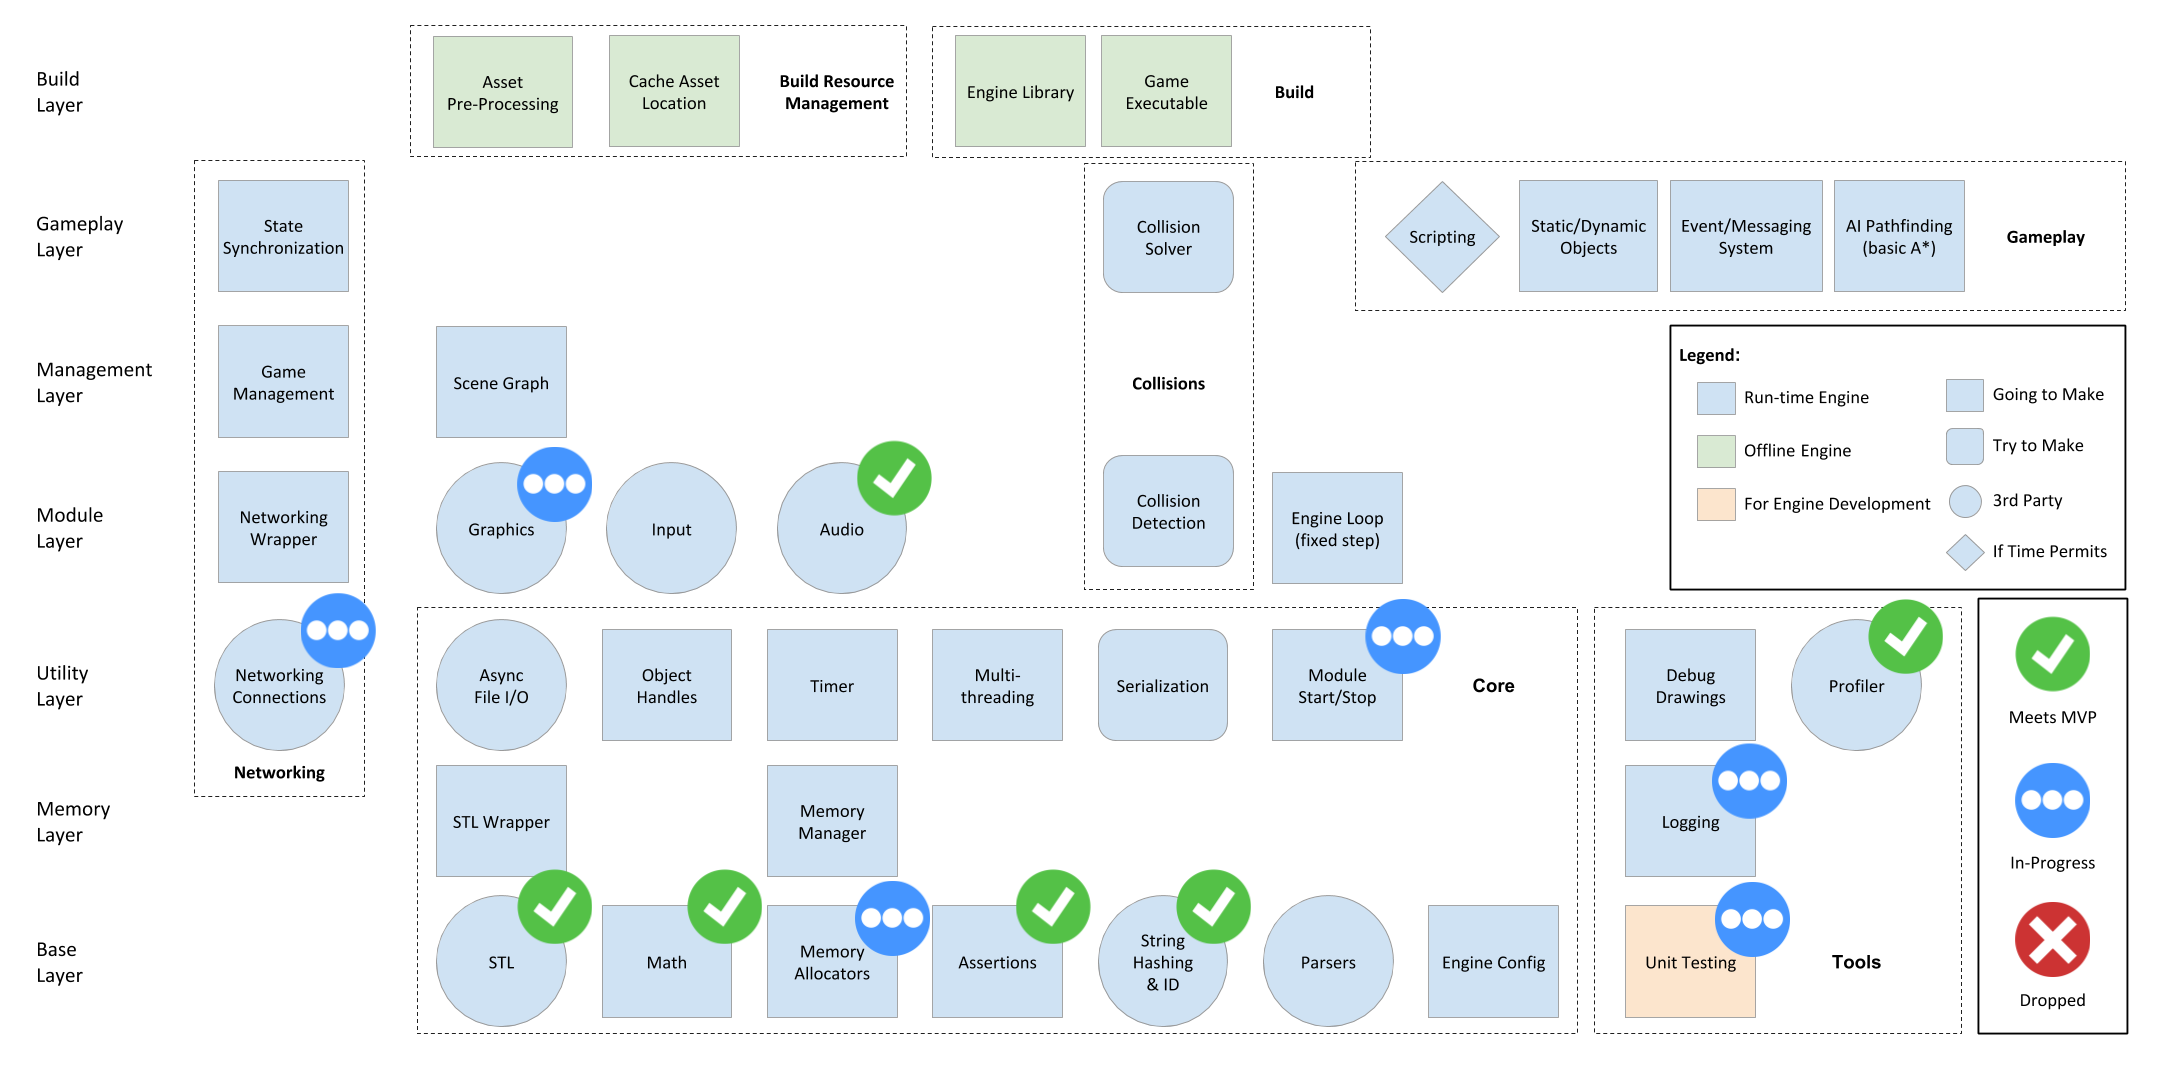 Build
Layer
Asset
Pre-Processing
Cache Asset
Location
Build Resource
Management
Engine Library
Game
Executable
Build
Gameplay
Layer
State
Synchronization
Collision
Solver
Scripting
Static/Dynamic
Objects
Event/Messaging
System
AI Pathfinding
(basic A*)
Gameplay
Management
Layer
Game
Management
Scene Graph
Collisions
Legend:
Run-time Engine
Going to Make
Offline Engine
Try to Make
For Engine Development
3rd Party
If Time Permits
Module
Layer
Networking
Wrapper
Graphics
Input
Audio
Collision
Detection
Engine Loop
(fixed step)
Utility
Layer
Networking
Connections
Networking
Async
File I/O
Object
Handles
Timer
Multi-
threading
Serialization
Module
Start/Stop
Core
Debug
Drawings
Profiler
Meets MVP
Memory
Layer
STL Wrapper
Memory
Manager
Logging
In-Progress
Base
Layer
STL
Math
Memory
Allocators
Assertions
String
Hashing
& ID
Parsers
Engine Config
Unit Testing
Tools
Dropped